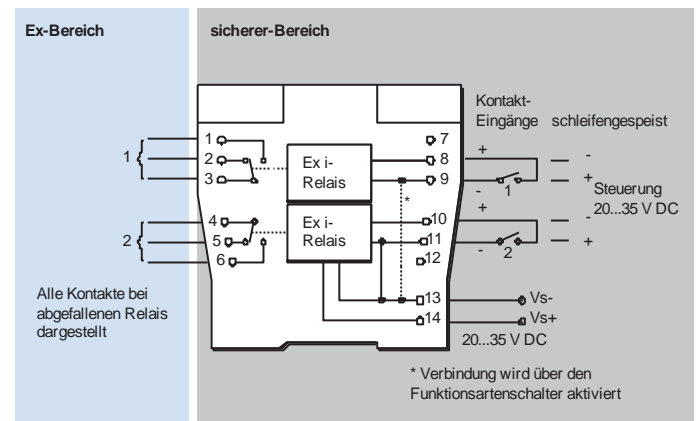 Ex-Bereich
sicherer-Bereich
Kontakt-
Eingänge schleifengespeist
1
2
3
1
Ex i-
Relais
7
8
9
+
-
1
-
+
Steuerung
20...35 V DC
*
4
5
6
2
Ex i-
Relais
10
11
12
+
-
2
-
+
Alle Kontakte bei
abgefallenen Relais
dargestellt
13
14
Vs-
Vs+
20...35 V DC
* Verbindung wird über den
Funktionsartenschalter aktiviert